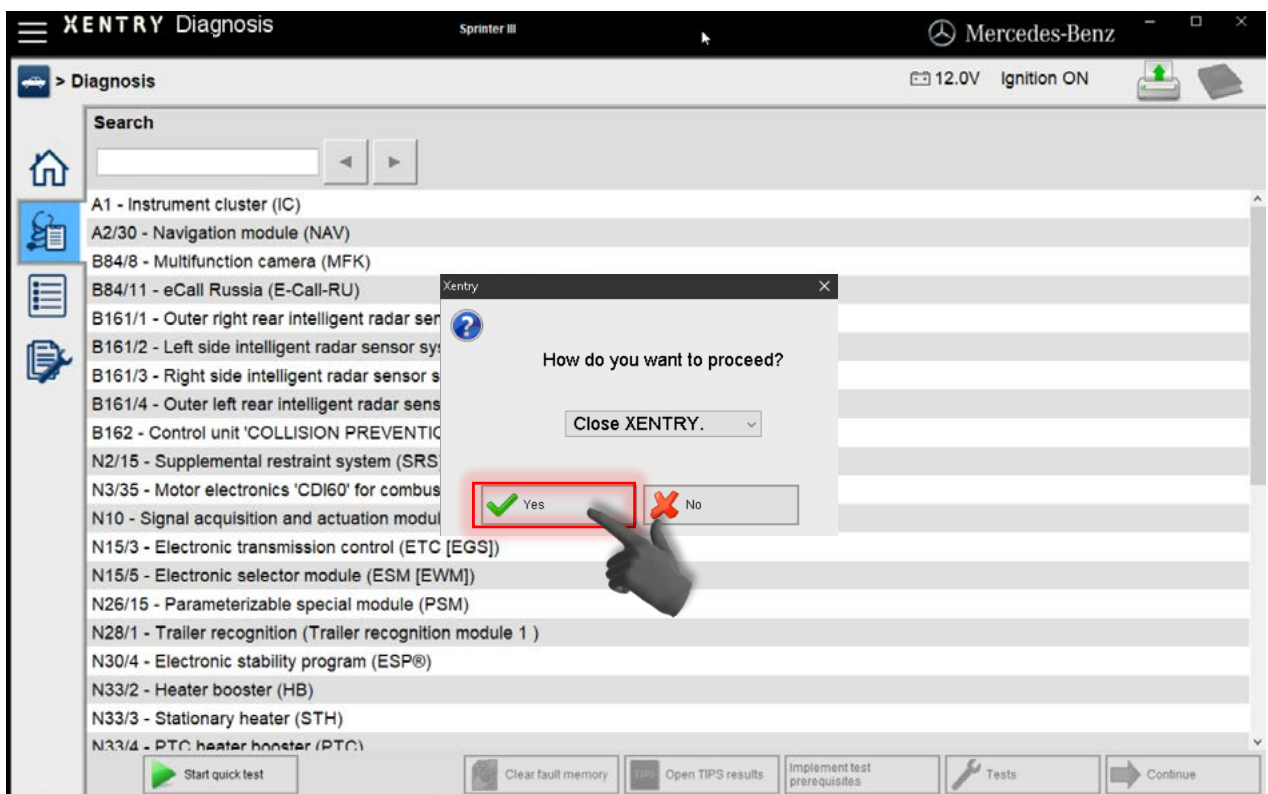 XENTRY Diagnosis
Sprinter III
Mercedes-Benz
> Diagnosis
12.0V Ignition ON
Search
A1 - Instrument cluster (IC)
A2/30 - Navigation module (NAV)
B84/8 - Multifunction camera (MFK)
B84/11 - eCall Russia (E-Call-RU)
B161/1 - Outer right rear intelligent radar ser
B161/2 - Left side intelligent radar sensor sy
B161/3 - Right side intelligent radar sensor s
B161/4 - Outer left rear intelligent radar sens
B162 - Control unit 'COLLISION PREVENTIC
N2/15 - Supplemental restraint system (SRS
N3/35 - Motor electronics 'CDI60' for combus
N10 - Signal acquisition and actuation modul
N15/3 - Electronic transmission control (ETC [EGS])
N15/5 - Electronic selector module (ESM [EWM])
N26/15 - Parameterizable special module (PSM)
N28/1 - Trailer recognition (Trailer recognition module 1 )
N30/4 - Electronic stability program (ESP®)
N33/2 - Heater booster (HB)
N33/3 - Stationary heater (STH)
N33/4 - PTC heater booster (PTC)
Xentry
How do you want to proceed?
Close XENTRY.
Yes
No
Start quick test
Clear fault memory
TIPS
Open TIPS results
Implement test
prerequisites
Tests
Continue